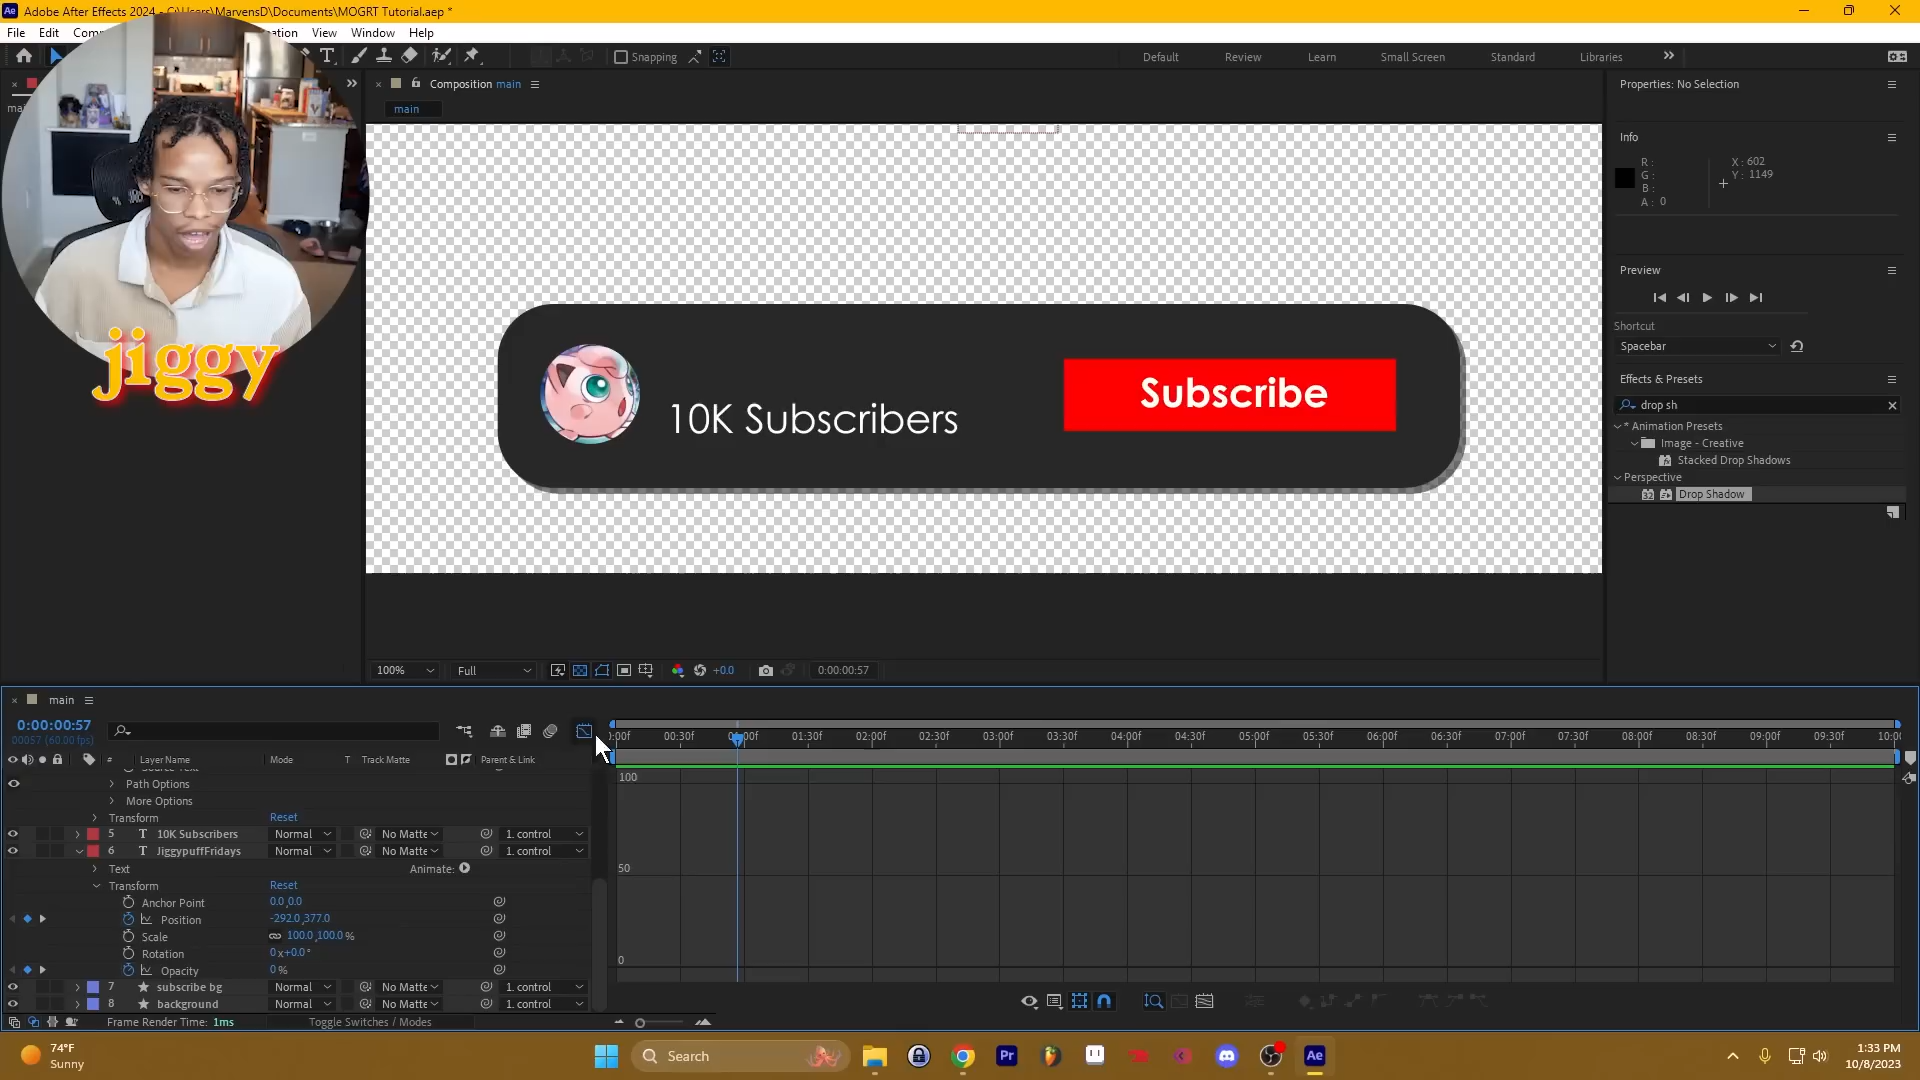 Adobe After Effects 2024 - C:\Users\MarvensD\Documents\MOGRT Tutorial.aep *
File Edit View Window Help
Snapping Default Review Learn Small Screen Standard Libraries
Composition main
main
Properties: No Selection
Info
R: X: 602
G: Y: 1149
B:
A: 0
Preview
Shortcut
Spacebar
Effects & Presets
drop sh
* Animation Presets
Image - Creative
Stacked Drop Shadows
Perspective
Drop Shadow
jiggy
10K Subscribers
Subscribe
100% Full +0.0 0:00:00:57
main
0:00:00:57
00057 (60.00 fps)
00:30f 01:00f 01:30f 02:00f 02:30f 03:00f 03:30f 04:00f 04:30f 05:00f 05:30f 06:00f 06:30f 07:00f 07:30f 08:00f 08:30f 09:00f 09:30f
# Layer Name Mode T Track Matte Parent & Link
Path Options
More Options
Transform Reset
5 T 10K Subscribers Normal No Matte 1. control
6 T JiggypuffFridays Normal No Matte 1. control
Text Animate:
Transform Reset
Anchor Point 0.0,0.0
Position -292.0,377.0
Scale 100.0,100.0%
Rotation 0x+0.0°
Opacity 0%
7 subscribe bg Normal No Matte 1. control
8 background Normal No Matte 1. control
100
50
0
Frame Render Time: 1ms Toggle Switches / Modes
74°F
Sunny
Search
Pr
Ae
1:33 PM
10/8/2023